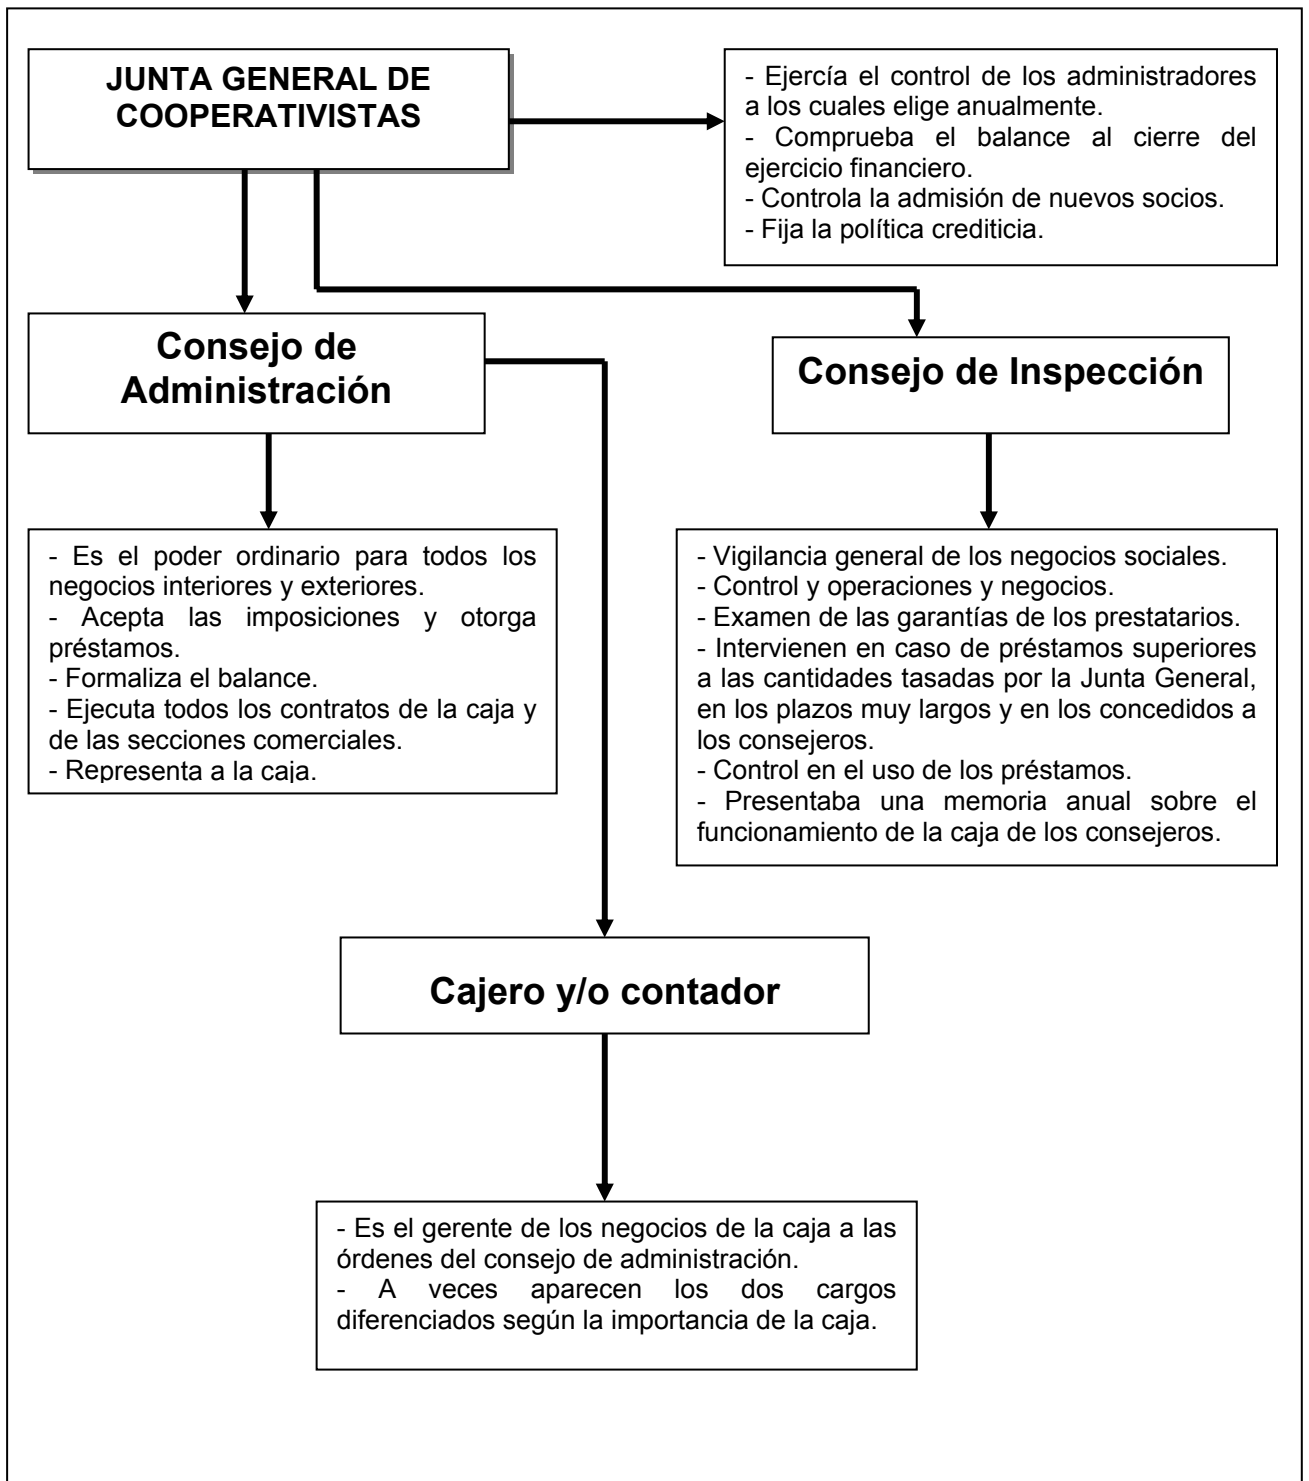 JUNTA GENERAL DE
COOPERATIVISTAS
- Ejercía el control de los administradores
a los cuales elige anualmente.
- Comprueba el balance al cierre del
ejercicio financiero.
- Controla la admisión de nuevos socios.
- Fija la política crediticia.
Consejo de
Administración
Consejo de Inspección
- Es el poder ordinario para todos los
negocios interiores y exteriores.
- Acepta las imposiciones y otorga
préstamos.
- Formaliza el balance.
- Ejecuta todos los contratos de la caja y
de las secciones comerciales.
- Representa a la caja.
- Vigilancia general de los negocios sociales.
- Control y operaciones y negocios.
- Examen de las garantías de los prestatarios.
- Intervienen en caso de préstamos superiores
a las cantidades tasadas por la Junta General,
en los plazos muy largos y en los concedidos a
los consejeros.
- Control en el uso de los préstamos.
- Presentaba una memoria anual sobre el
funcionamiento de la caja de los consejeros.
Cajero y/o contador
- Es el gerente de los negocios de la caja a las
órdenes del consejo de administración.
- A veces aparecen los dos cargos
diferenciados según la importancia de la caja.